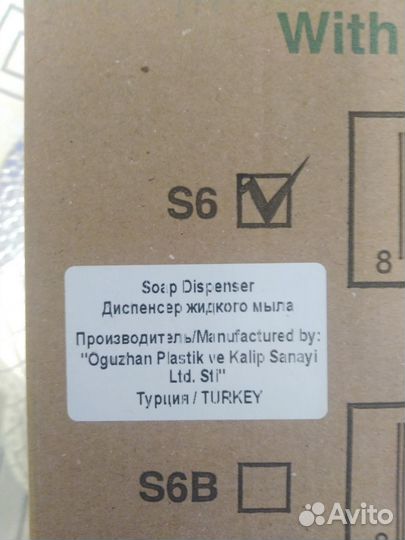 With
S6
8
Soap Dispenser
Диспенсер жидкого мыла
Производитель/Manufactured by:
"Oguzhan Plastik ve Kalip Sanayi
Ltd. Sti"
Турция / TURKEY
S6B
8
Avito